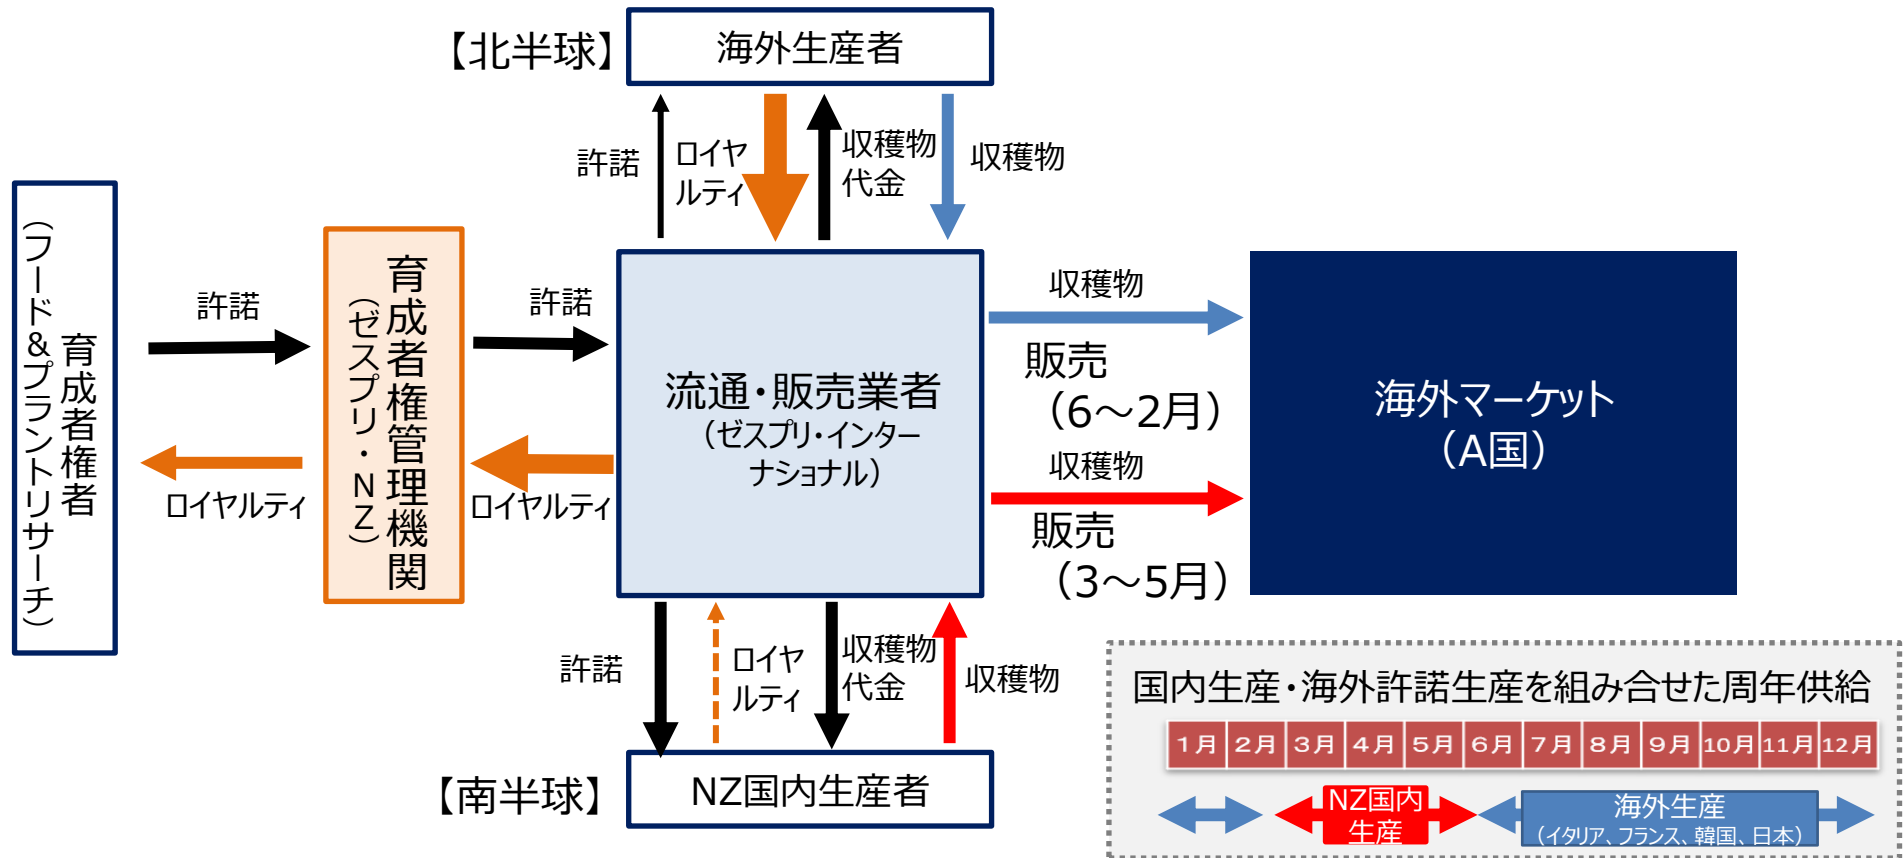 【北半球】
海外生産者
許諾
ロイヤ
ルティ
収穫物
代金
収穫物
育成者権者
（フード&プラントリサーチ）
許諾
ロイヤルティ
育成者権管理機関
（ゼスプリ・ＮＺ）
許諾
ロイヤルティ
流通・販売業者
（ゼスプリ・インター
ナショナル）
収穫物
販売
（6～2月）
収穫物
販売
（3～5月）
海外マーケット
（A国）
許諾
ロイヤ
ルティ
収穫物
代金
収穫物
【南半球】
NZ国内生産者
国内生産・海外許諾生産を組み合せた周年供給
1月 2月 3月 4月 5月 6月 7月 8月 9月 10月 11月 12月
NZ国内
生産
海外生産
（イタリア、フランス、韓国、日本）